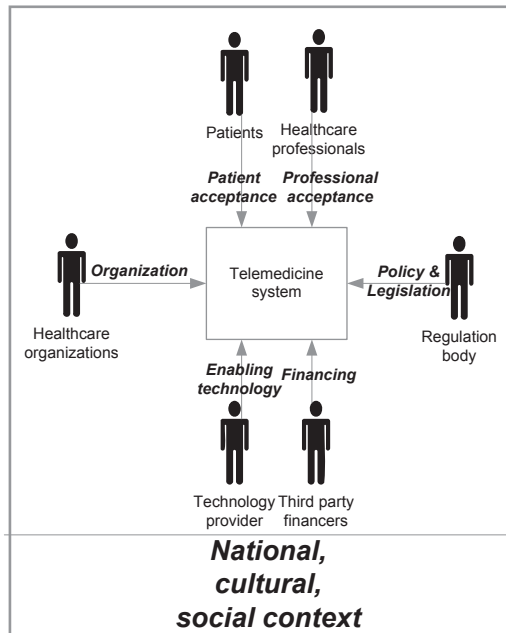 Patients
Healthcare
professionals
Patient
acceptance
Professional
acceptance
Organization
Telemedicine
system
Policy &
Legislation
Healthcare
organizations
Regulation
body
Enabling
technology
Financing
Technology
provider
Third party
financers
National,
cultural,
social context